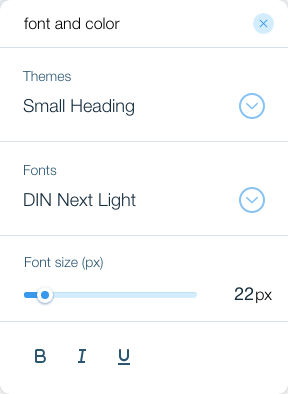 font and color
Themes
Small Heading
Fonts
DIN Next Light
Font size (px)
22px
B I U